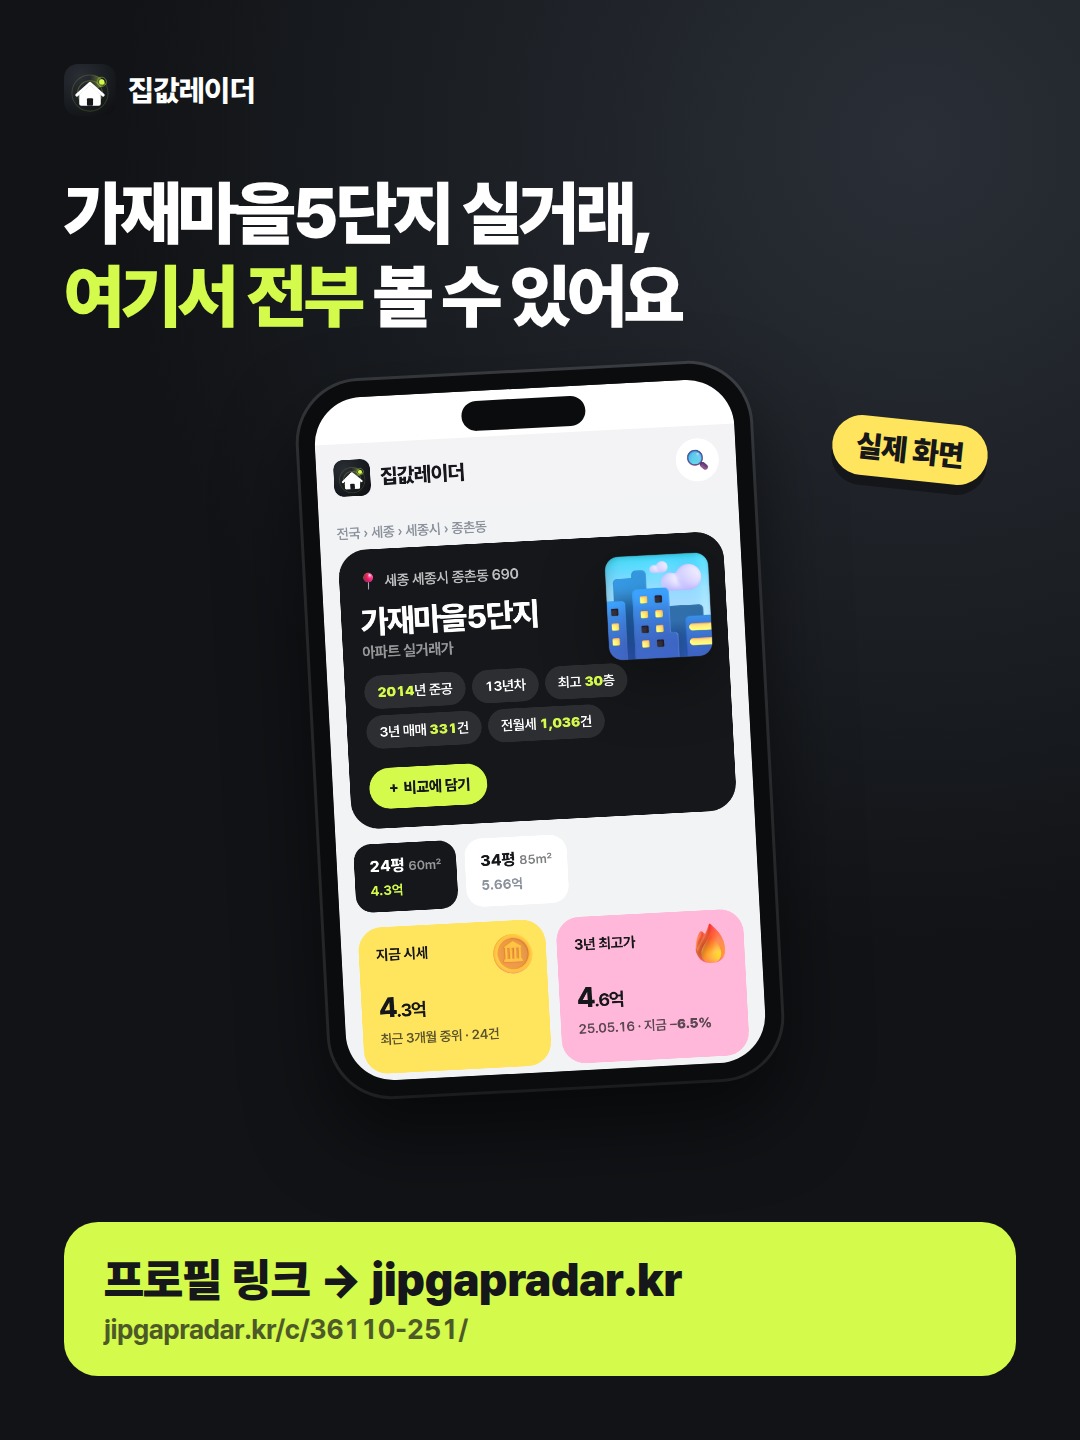 집값레이더
가재마을5단지 실거래,
여기서 전부 볼 수 있어요
실제 화면
집값레이더
전국 › 세종 › 세종시 › 종촌동
세종 세종시 종촌동 690
가재마을5단지
아파트 실거래가
2014년 준공 13년차 최고 30층
3년 매매 331건 전월세 1,036건
+ 비교에 담기
24평 60m² 34평 85m²
4.3억 5.66억
지금 시세 3년 최고가
4.3억 4.6억
최근 3개월 중위 · 24건 25.05.16 · 지금 −6.5%
프로필 링크 → jipgapradar.kr
jipgapradar.kr/c/36110-251/